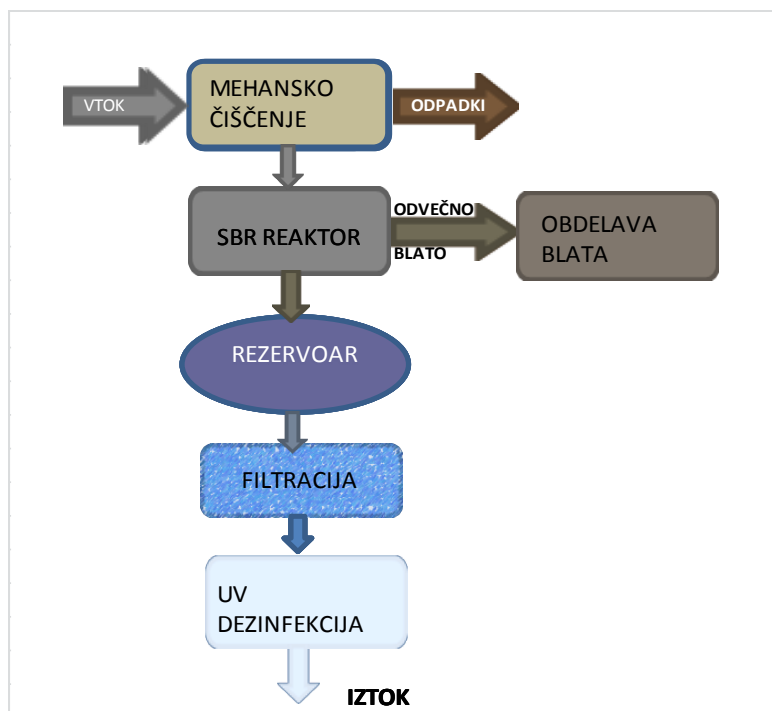 VTOK
MEHANSKO
ČIŠČENJE
ODPADKI
SBR REAKTOR
ODVEČNO
BLATO
OBDELAVA
BLATA
REZERVOAR
FILTRACIJA
UV
DEZINFEKCIJA
IZTOK